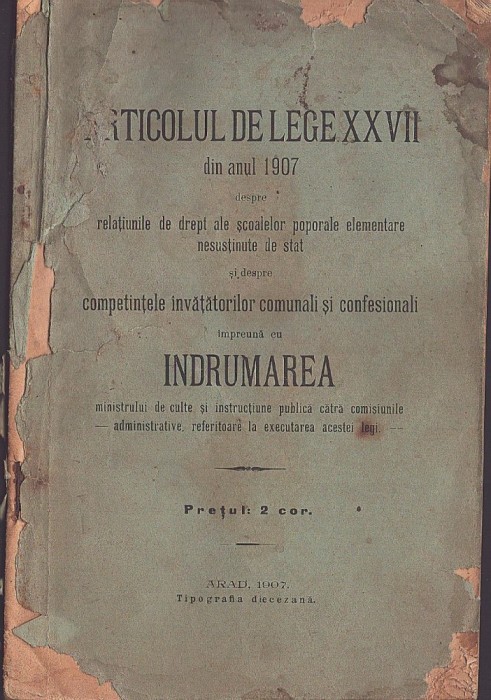 ARTICOLUL DE LEGE XXVII
din anul 1907
despre
relațiunile de drept ale școalelor poporale elementare
nesusținute de stat
și despre
competințele invățătorilor comunali și confesionali
impreună cu
INDRUMAREA
ministrului de culte și instrucțiune publică cătră comisiunile
— administrative, referitoare la executarea acestei legi. —
Prețul: 2 cor.
ARAD, 1907.
Tipografia diecezană.